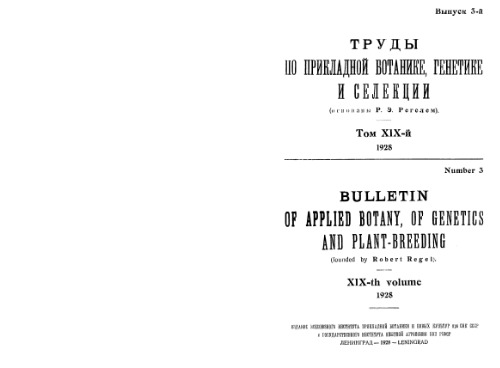 Выпуск 3-й
ТРУДЫ
ПО ПРИКЛАДНОЙ БОТАНИКЕ, ГЕНЕТИКЕ
И СЕЛЕКЦИИ
(основаны Р. Э. Регелем).
Том XIX-й
1928
Number 3
BULLETIN
OF APPLIED BOTANY, OF GENETICS
AND PLANT-BREEDING
(founded by Robert Regel).
XIX-th volume
1928
ИЗДАНИЕ ВСЕСОЮЗНОГО ИНСТИТУТА ПРИКЛАДНОЙ БОТАНИКИ И НОВЫХ КУЛЬТУР при СНК СССР
и ГОСУДАРСТВЕННОГО ИНСТИТУТА ОПЫТНОЙ АГРОНОМИИ НКЗ РСФСР
ЛЕНИНГРАД — 1928 — LENINGRAD